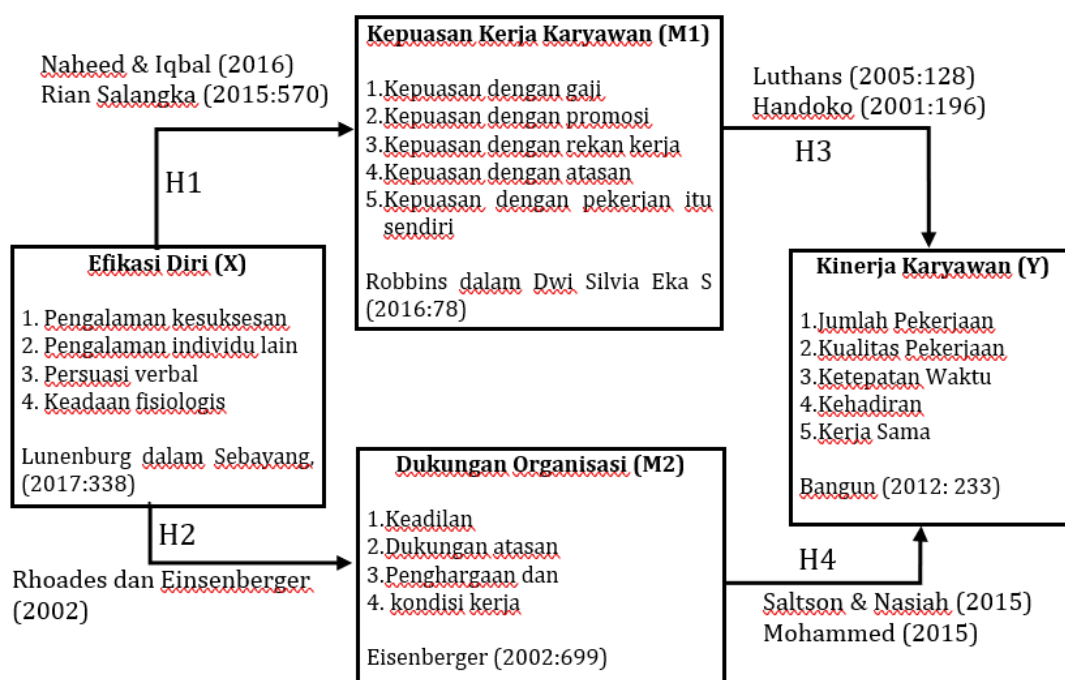 Naheed & Iqbal (2016)
Rian Salangka (2015:570)
H1
Kepuasan Kerja Karyawan (M1)
1.Kepuasan dengan gaji
2.Kepuasan dengan promosi
3.Kepuasan dengan rekan kerja
4.Kepuasan dengan atasan
5.Kepuasan dengan pekerjan itu
sendiri
Robbins dalam Dwi Silvia Eka S
(2016:78)
Luthans (2005:128)
Handoko (2001:196)
H3
Efikasi Diri (X)
1. Pengalaman kesuksesan
2. Pengalaman individu lain
3. Persuasi verbal
4. Keadaan fisiologis
Lunenburg dalam Sebayang,
(2017:338)
H2
Rhoades dan Einsenberger
(2002)
Dukungan Organisasi (M2)
1.Keadilan
2.Dukungan atasan
3.Penghargaan dan
4. kondisi kerja
Eisenberger (2002:699)
Kinerja Karyawan (Y)
1.Jumlah Pekerjaan
2.Kualitas Pekerjaan
3.Ketepatan Waktu
4.Kehadiran
5.Kerja Sama
Bangun (2012: 233)
H4
Saltson & Nasiah (2015)
Mohammed (2015)